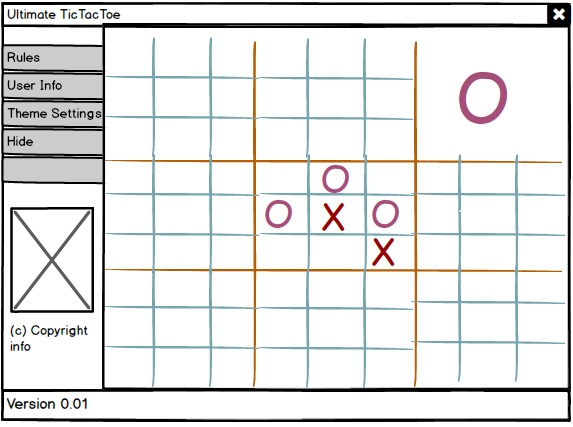 Ultimate TicTacToe
Rules
User Info
Theme Settings
Hide
O
O
O X O
X
(c) Copyright
info
Version 0.01